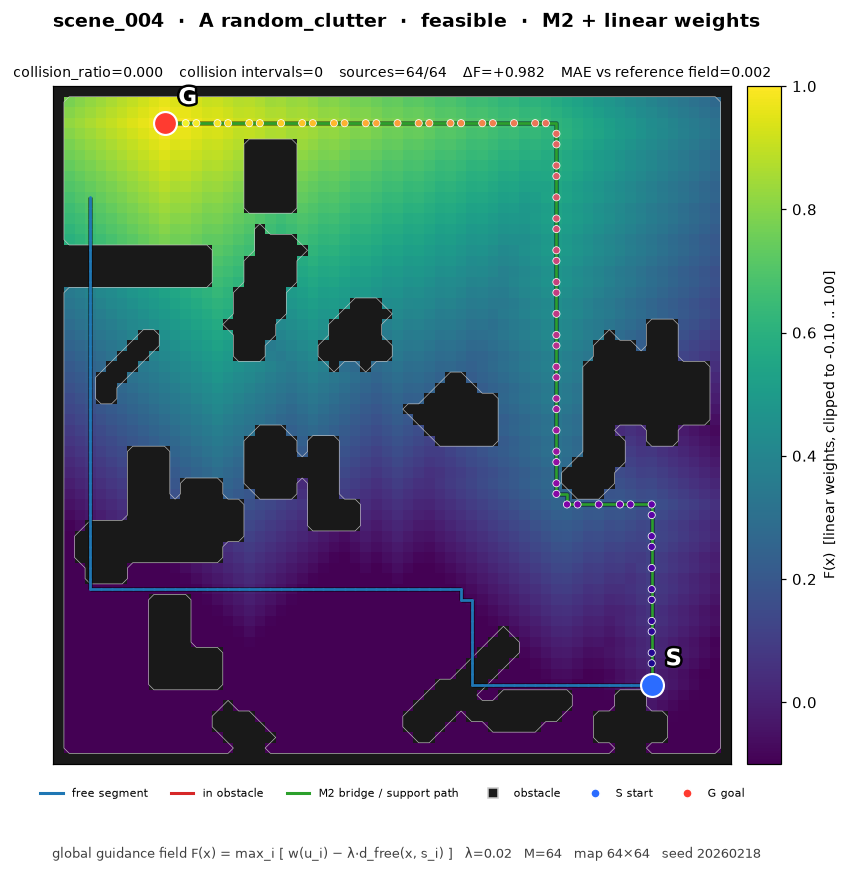 scene_004 · A random_clutter · feasible · M2 + linear weights
collision_ratio=0.000 collision intervals=0 sources=64/64 ΔF=+0.982 MAE vs reference field=0.002
G
S
1.0
0.8
0.6
0.4
0.2
0.0
F(x) [linear weights, clipped to -0.10 .. 1.00]
free segment in obstacle M2 bridge / support path obstacle S start G goal
global guidance field F(x) = max_i [ w(u_i) − λ·d_free(x, s_i) ] λ=0.02 M=64 map 64×64 seed 20260218